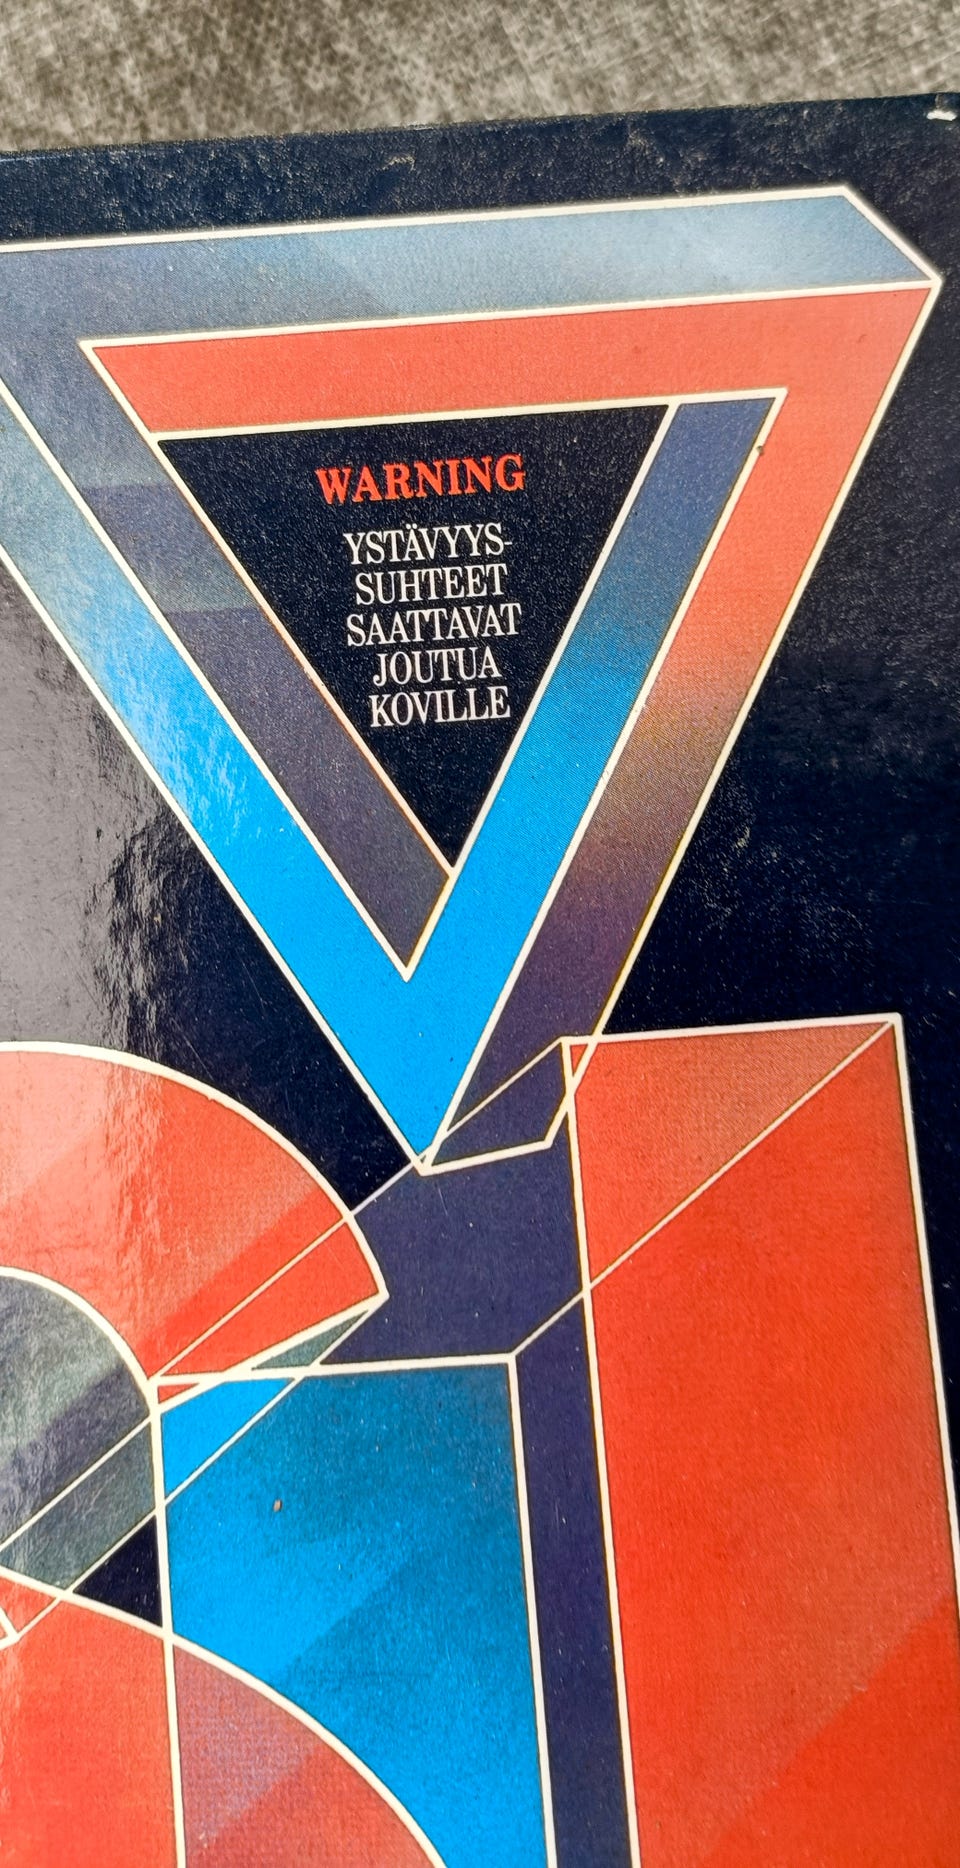 WARNING
YSTÄVYYS-
SUHTEET
SAATTAVAT
JOUTUA
KOVILLE